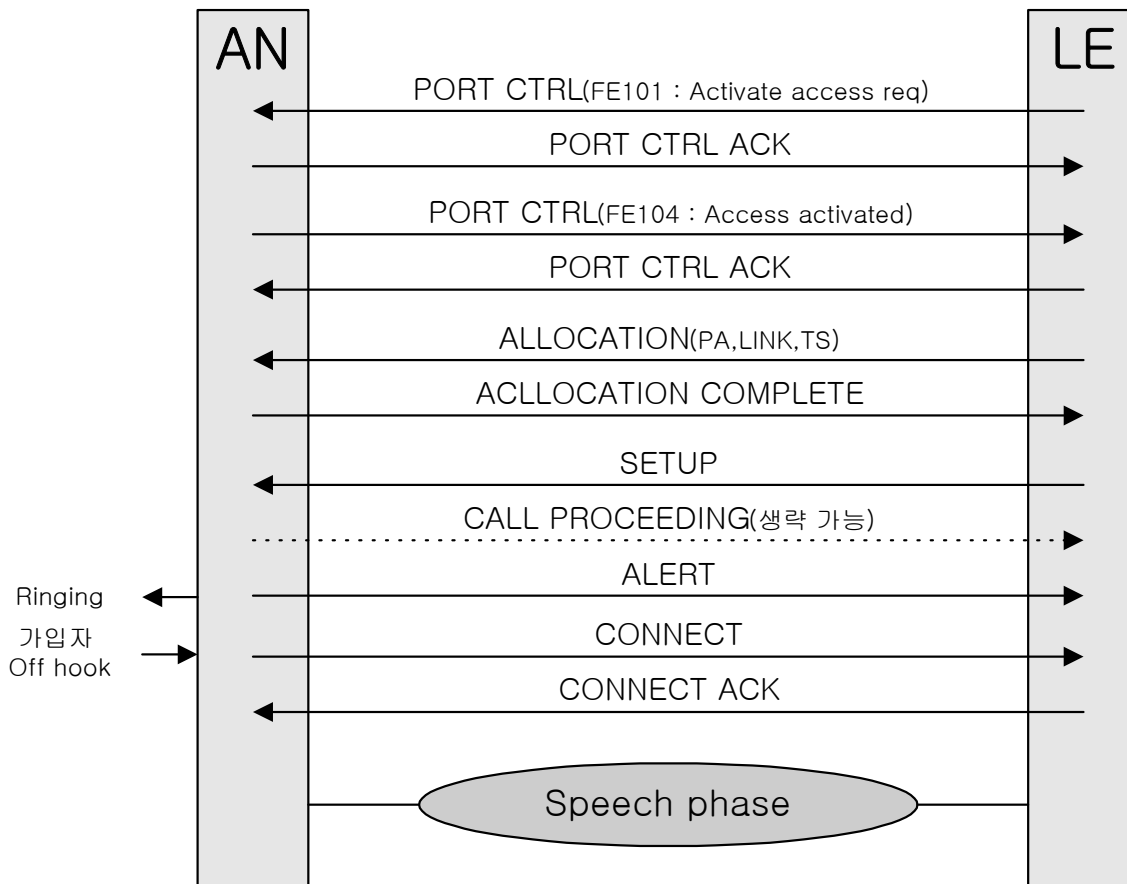 AN
LE
PORT CTRL(FE101 : Activate access req)
PORT CTRL ACK
PORT CTRL(FE104 : Access activated)
PORT CTRL ACK
ALLOCATION(PA,LINK,TS)
ACLLOCATION COMPLETE
SETUP
CALL PROCEEDING(생략 가능)
ALERT
Ringing
CONNECT
가입자
Off hook
CONNECT ACK
Speech phase